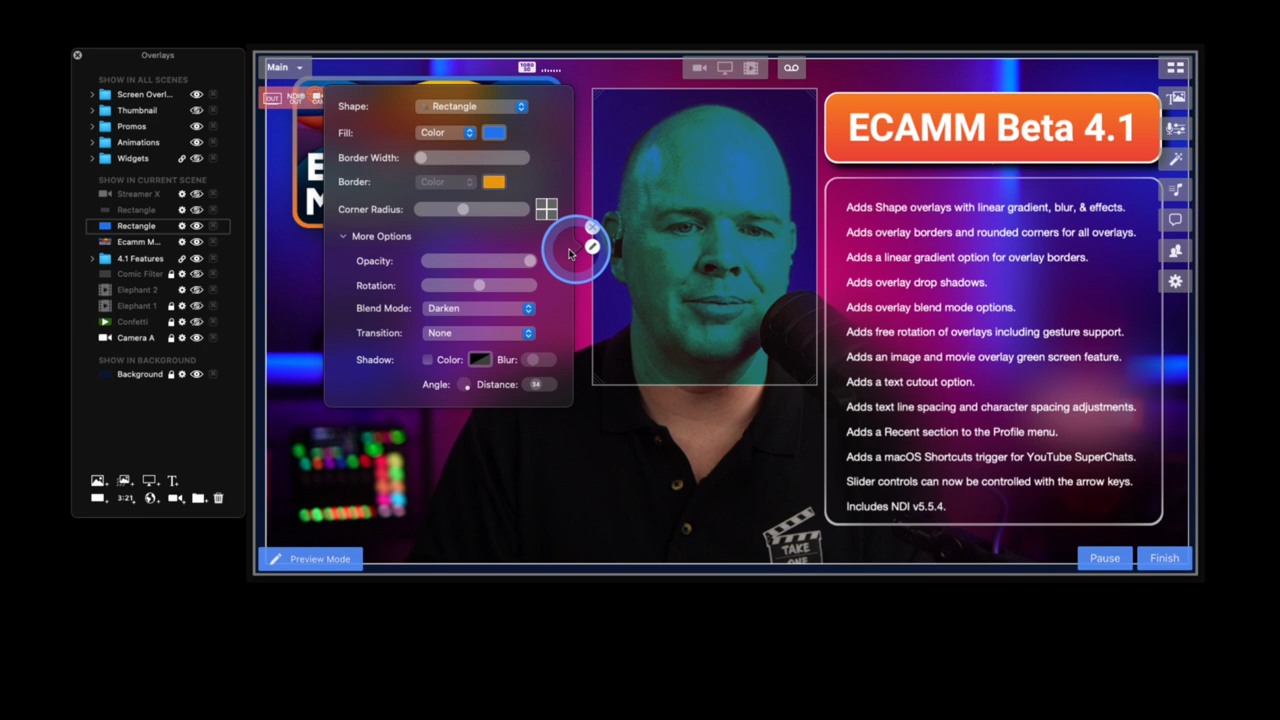 Overlays
SHOW IN ALL SCENES
Screen Overl...
Thumbnail
Promos
Animations
Widgets
SHOW IN CURRENT SCENE
Streamer X
Rectangle
Rectangle
Ecamm M...
4.1 Features
Comic Filter
Elephant 2
Elephant 1
Confetti
Camera A
SHOW IN BACKGROUND
Background
3:21
Main
1080
OUT
NDI
OUT
Shape: Rectangle
Fill: Color
Border Width:
Border: Color
Corner Radius:
More Options
Opacity:
Rotation:
Blend Mode: Darken
Transition: None
Shadow: Color: Blur:
Angle: Distance: 34
E
M
ECAMM Beta 4.1
Adds Shape overlays with linear gradient, blur, & effects.
Adds overlay borders and rounded corners for all overlays.
Adds a linear gradient option for overlay borders.
Adds overlay drop shadows.
Adds overlay blend mode options.
Adds free rotation of overlays including gesture support.
Adds an image and movie overlay green screen feature.
Adds a text cutout option.
Adds text line spacing and character spacing adjustments.
Adds a Recent section to the Profile menu.
Adds a macOS Shortcuts trigger for YouTube SuperChats.
Slider controls can now be controlled with the arrow keys.
Includes NDI v5.5.4.
TAKE
ONE
Preview Mode
Pause
Finish